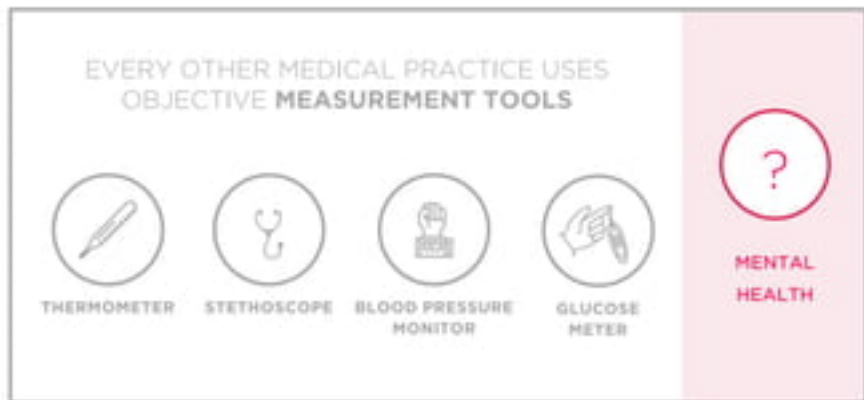 EVERY OTHER MEDICAL PRACTICE USES
OBJECTIVE MEASUREMENT TOOLS
?
THERMOMETER
STETHOSCOPE
BLOOD PRESSURE
MONITOR
GLUCOSE
METER
MENTAL
HEALTH